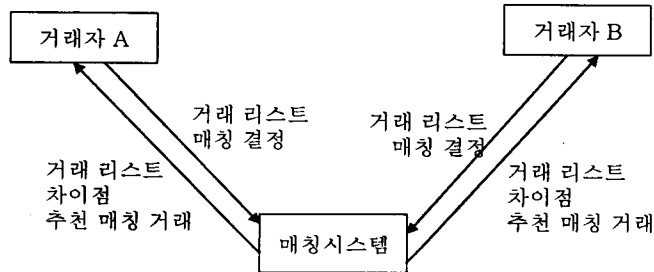 거래자 A
거래자 B
거래 리스트
매칭 결정
거래 리스트
매칭 결정
거래 리스트
차이점
추천 매칭 거래
거래 리스트
차이점
추천 매칭 거래
매칭시스템